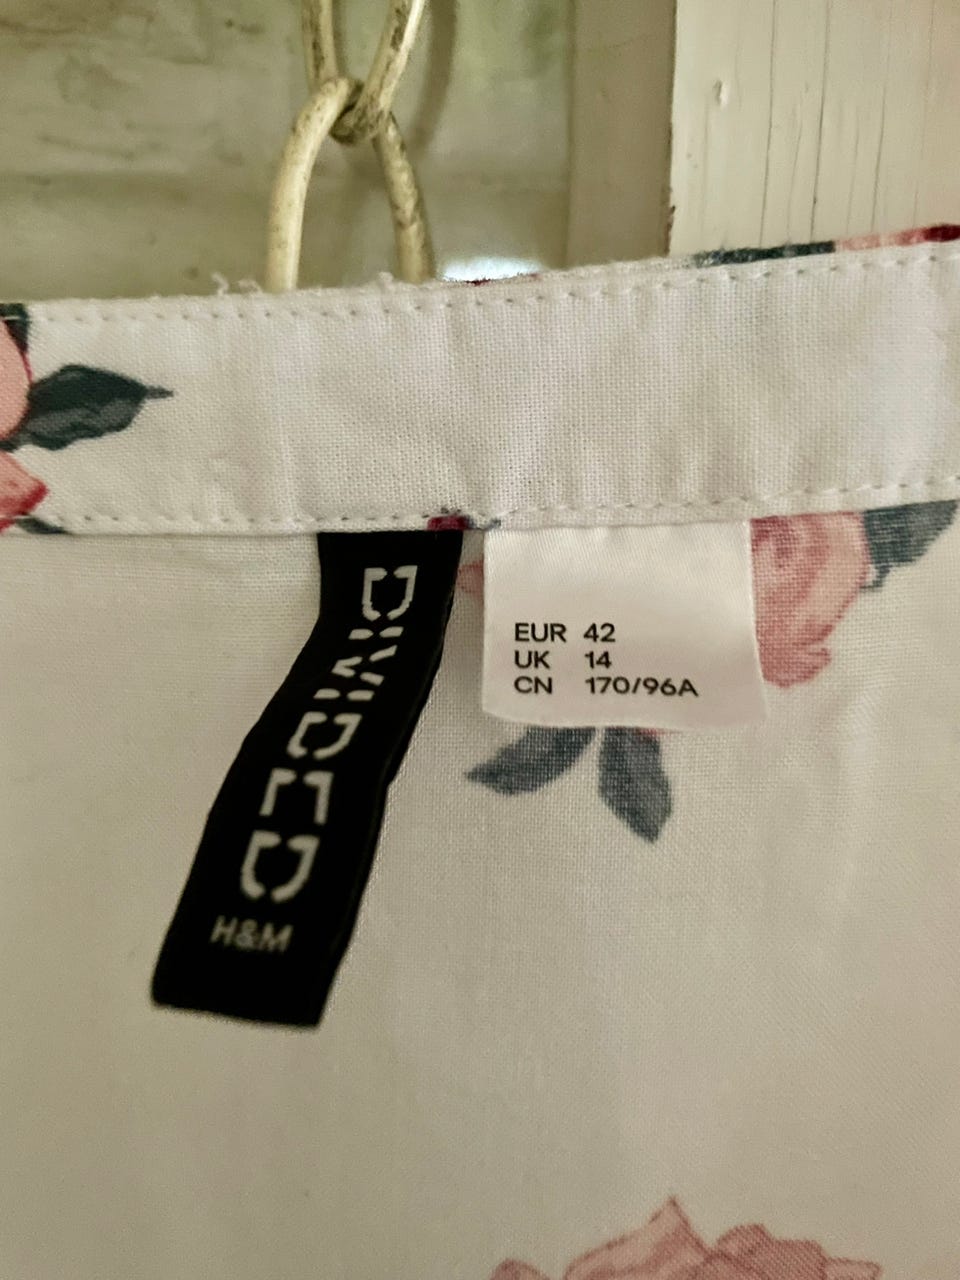 DIVIDED
H&M
EUR 42
UK 14
CN 170/96A